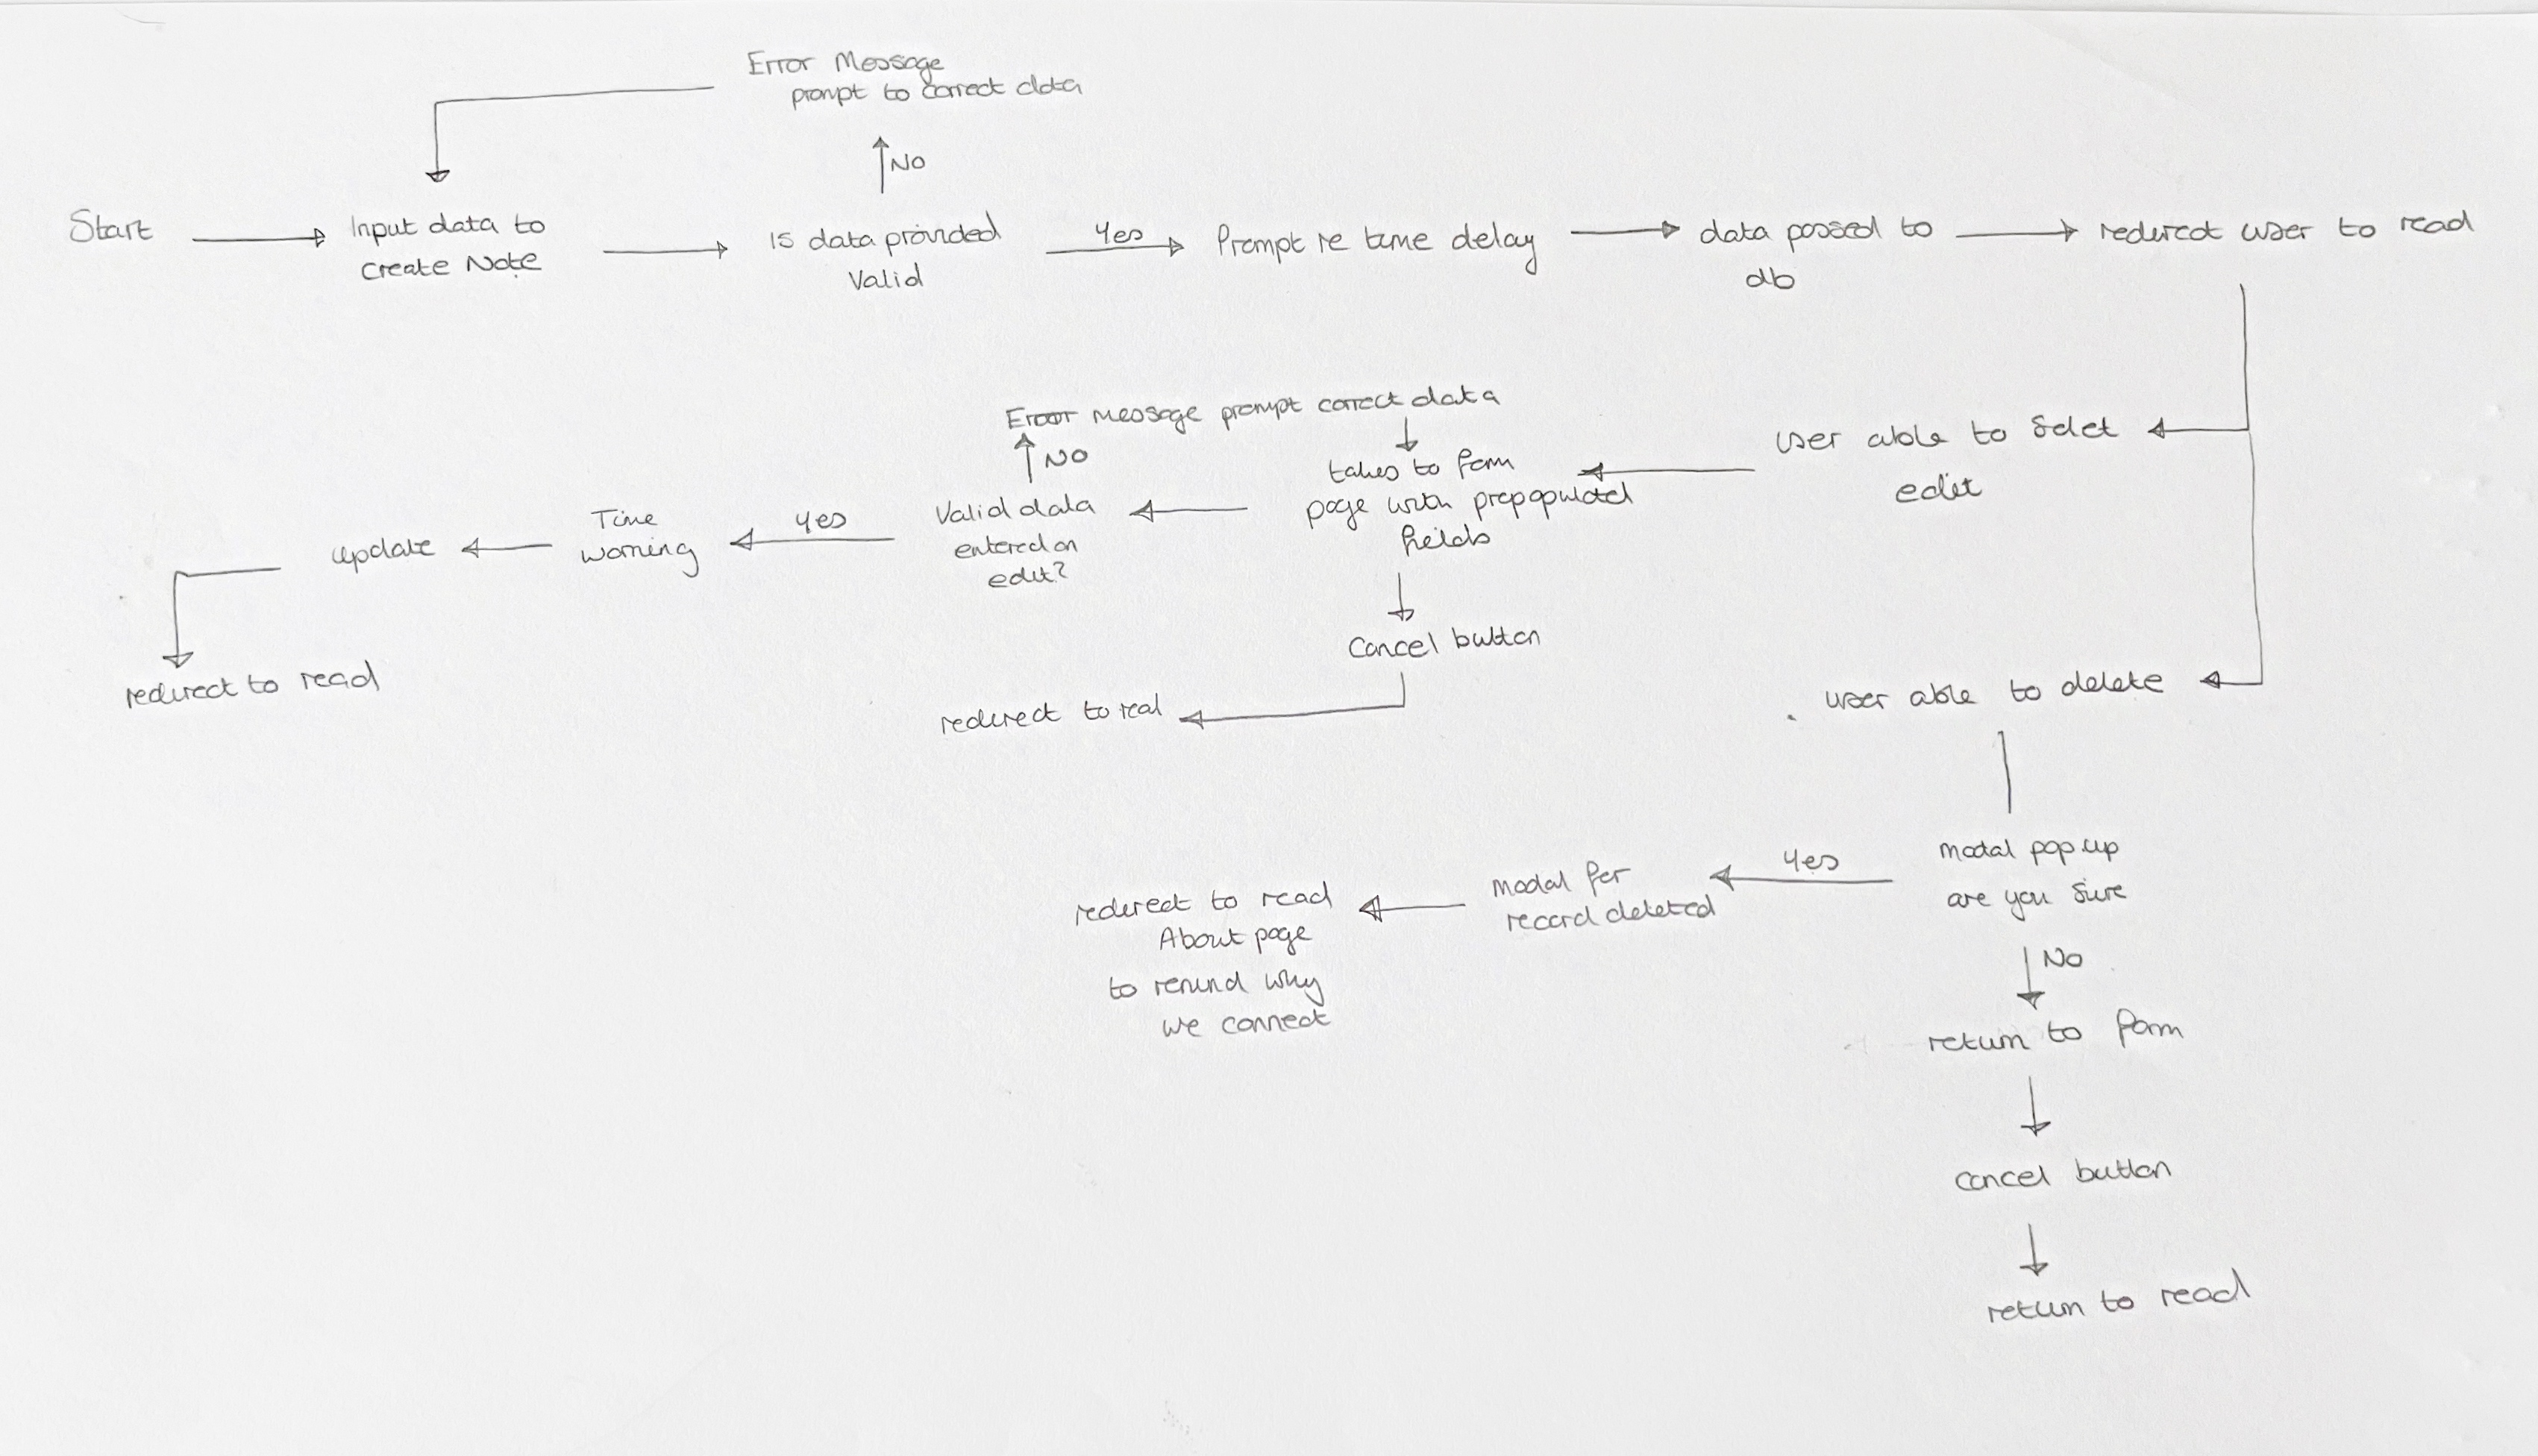 Error Message
prompt to correct data
NO
Start
Input data to
Create Note
Is data provided
Valid
Yes
Prompt re time delay
data passed to
db
redirect user to read
Error message prompt correct data
NO
user able to Selct
edit
takes to form
page with prepopulated
fields
Valid data
entered on
edit?
Yes
Time
warning
update
redirect to read
Cancel button
redirect to real
user able to delete
modal pop up
are you Sure
Yes
modal for
record deleted
redirect to read
About page
to remind why
we connect
No
return to form
Cancel button
return to read